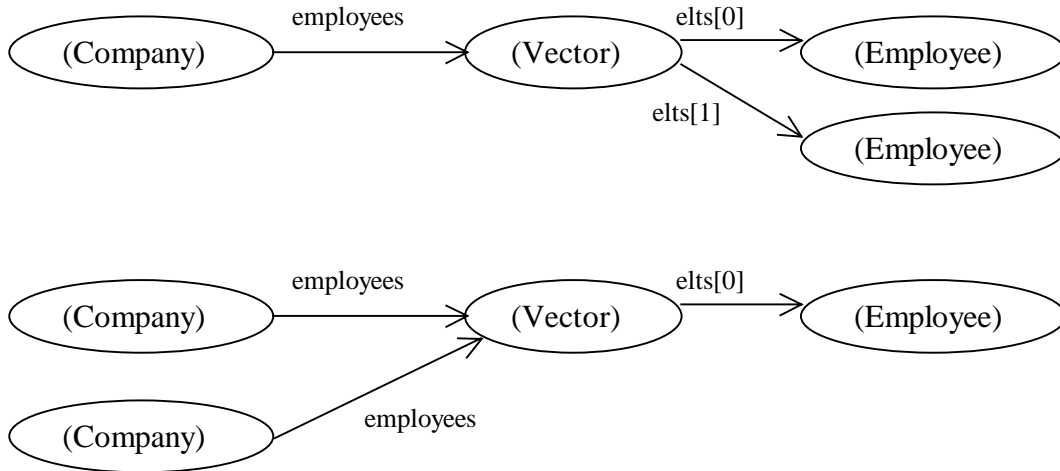 employees
elts[0]
(Company)
(Vector)
(Employee)
elts[1]
(Employee)
employees
elts[0]
(Company)
(Vector)
(Employee)
employees
(Company)